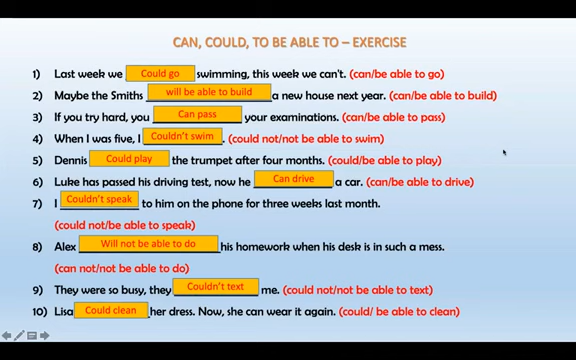 CAN, COULD, TO BE ABLE TO – EXERCISE
1) Last week we Could go swimming, this week we can't. (can/be able to go)
2) Maybe the Smiths will be able to build a new house next year. (can/be able to build)
3) If you try hard, you Can pass your examinations. (can/be able to pass)
4) When I was five, I Couldn't swim . (could not/not be able to swim)
5) Dennis Could play the trumpet after four months. (could/be able to play)
6) Luke has passed his driving test, now he Can drive a car. (can/be able to drive)
7) I Couldn't speak to him on the phone for three weeks last month.
(could not/be able to speak)
8) Alex Will not be able to do his homework when his desk is in such a mess.
(can not/not be able to do)
9) They were so busy, they Couldn't text me. (could not/not be able to text)
10) Lisa Could clean her dress. Now, she can wear it again. (could/ be able to clean)